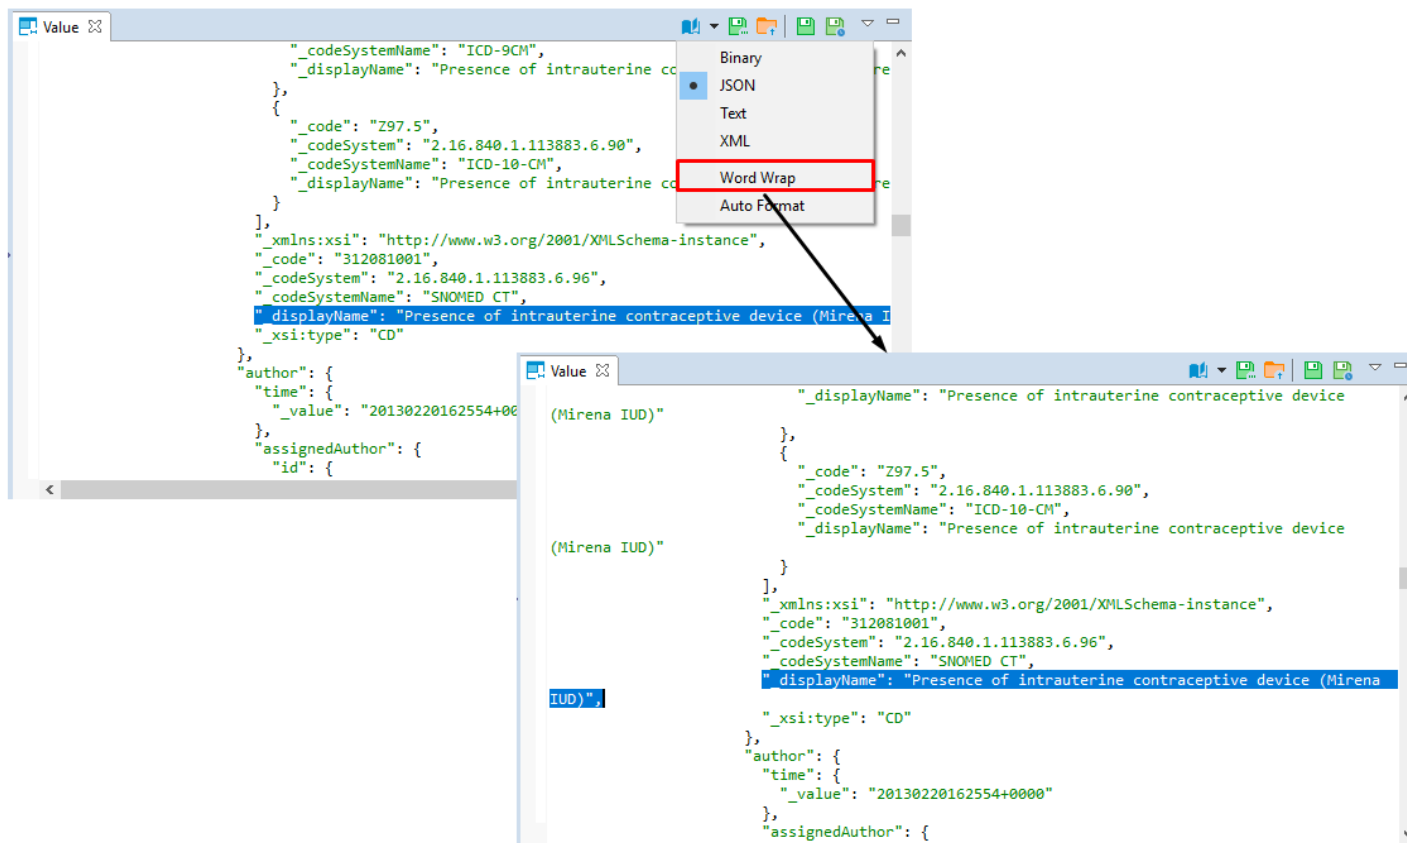 Value
"_codeSystemName": "ICD-9CM",
"_displayName": "Presence of intrauterine cc
re
},
{
"_code": "Z97.5",
"_codeSystem": "2.16.840.1.113883.6.90",
"_codeSystemName": "ICD-10-CM",
"_displayName": "Presence of intrauterine cc
re
}
],
"_xmlns:xsi": "http://www.w3.org/2001/XMLSchema-instance",
"_code": "312081001",
"_codeSystem": "2.16.840.1.113883.6.96",
"_codeSystemName": "SNOMED CT",
"_displayName": "Presence of intrauterine contraceptive device (Mirena I
"_xsi:type": "CD"
},
"author": {
"time": {
"_value": "20130220162554+00
},
"assignedAuthor": {
"id": {
Binary
JSON
Text
XML
Word Wrap
Auto Format
Value
"_displayName": "Presence of intrauterine contraceptive device
(Mirena IUD)"
},
{
"_code": "Z97.5",
"_codeSystem": "2.16.840.1.113883.6.90",
"_codeSystemName": "ICD-10-CM",
"_displayName": "Presence of intrauterine contraceptive device
(Mirena IUD)"
}
],
"_xmlns:xsi": "http://www.w3.org/2001/XMLSchema-instance",
"_code": "312081001",
"_codeSystem": "2.16.840.1.113883.6.96",
"_codeSystemName": "SNOMED CT",
"_displayName": "Presence of intrauterine contraceptive device (Mirena
IUD)",
"_xsi:type": "CD"
},
"author": {
"time": {
"_value": "20130220162554+0000"
},
"assignedAuthor": {